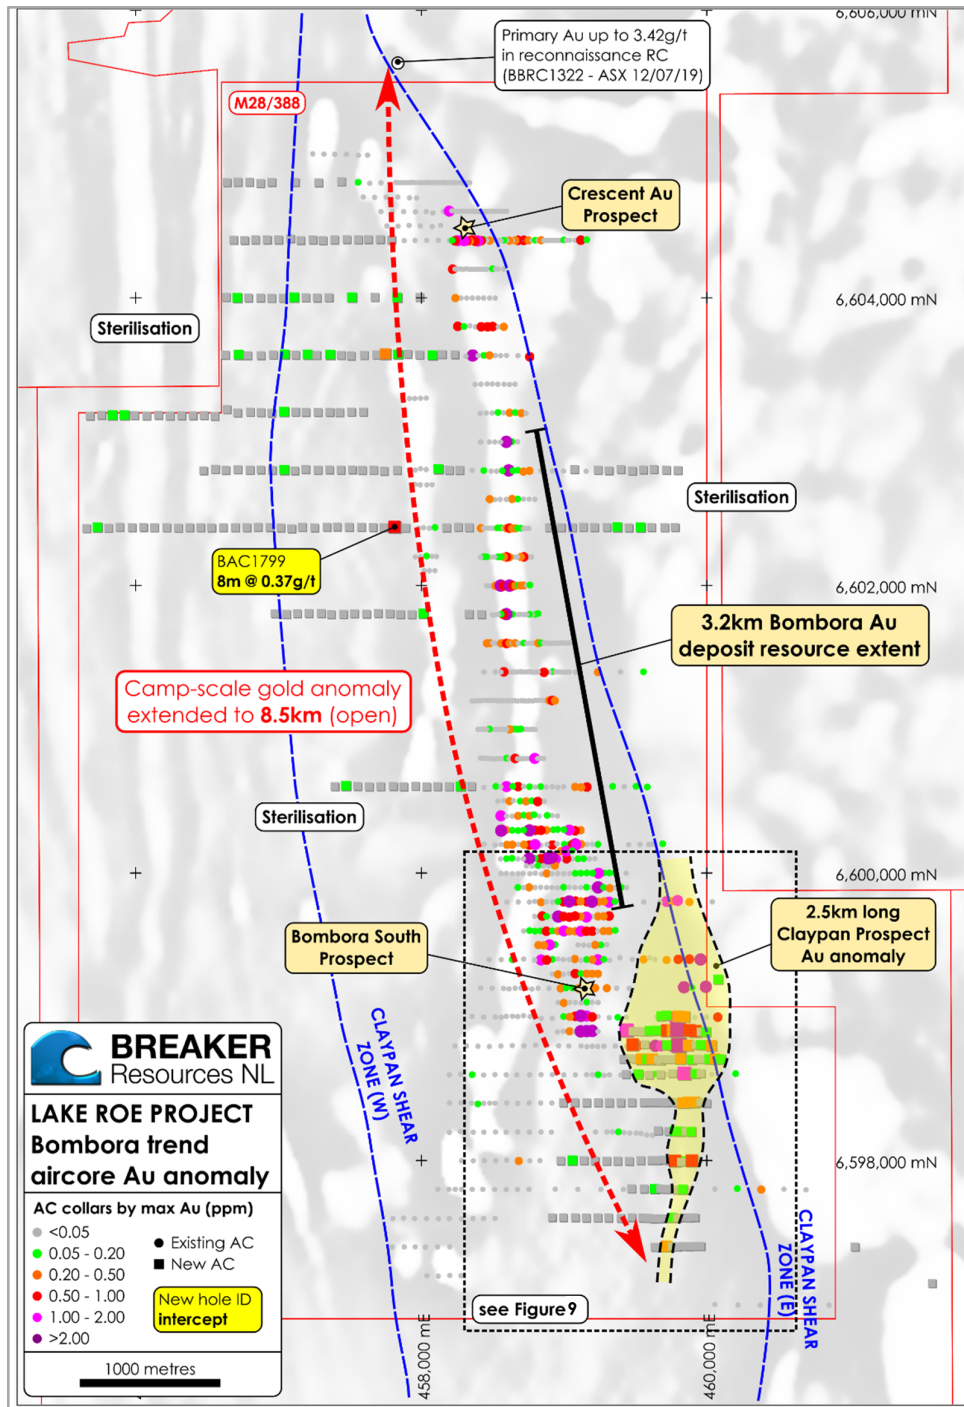 6,606,000 mN
Primary Au up to 3.42g/t
in reconnaissance RC
(BBRC1322 - ASX 12/07/19)
M28/388
Crescent Au
Prospect
6,604,000 mN
Sterilisation
Sterilisation
BAC1799
8m @ 0.37g/t
6,602,000 mN
3.2km Bombora Au
deposit resource extent
Camp-scale gold anomaly
extended to 8.5km (open)
Sterilisation
6,600,000 mN
2.5km long
Claypan Prospect
Au anomaly
Bombora South
Prospect
CLAYPAN SHEAR
ZONE (W)
BREAKER
Resources NL
LAKE ROE PROJECT
Bombora trend
aircore Au anomaly
6,598,000 mN
AC collars by max Au (ppm)
<0.05
0.05 - 0.20
0.20 - 0.50
0.50 - 1.00
1.00 - 2.00
>2.00
Existing AC
New AC
New hole ID
intercept
1000 metres
CLAYPAN SHEAR
ZONE (E)
see Figure9
458,000 mE
460,000 mE